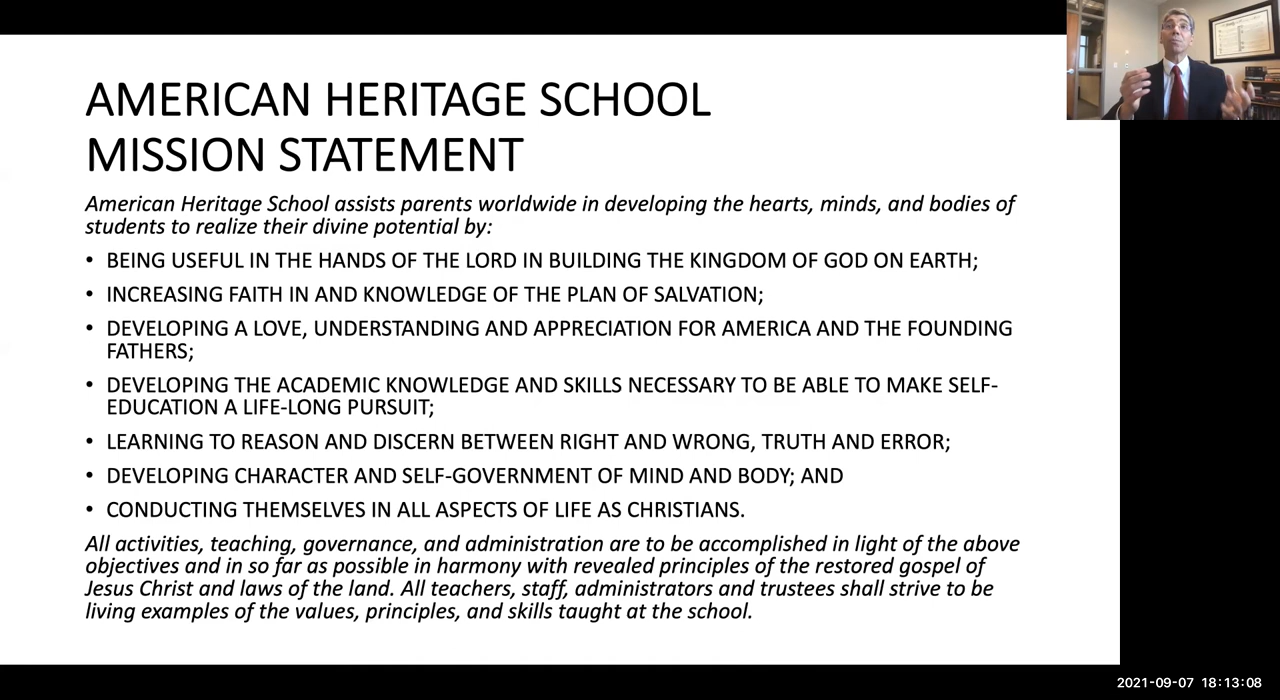 AMERICAN HERITAGE SCHOOL
MISSION STATEMENT
American Heritage School assists parents worldwide in developing the hearts, minds, and bodies of
students to realize their divine potential by:
• BEING USEFUL IN THE HANDS OF THE LORD IN BUILDING THE KINGDOM OF GOD ON EARTH;
• INCREASING FAITH IN AND KNOWLEDGE OF THE PLAN OF SALVATION;
• DEVELOPING A LOVE, UNDERSTANDING AND APPRECIATION FOR AMERICA AND THE FOUNDING
FATHERS;
• DEVELOPING THE ACADEMIC KNOWLEDGE AND SKILLS NECESSARY TO BE ABLE TO MAKE SELF-
EDUCATION A LIFE-LONG PURSUIT;
• LEARNING TO REASON AND DISCERN BETWEEN RIGHT AND WRONG, TRUTH AND ERROR;
• DEVELOPING CHARACTER AND SELF-GOVERNMENT OF MIND AND BODY; AND
• CONDUCTING THEMSELVES IN ALL ASPECTS OF LIFE AS CHRISTIANS.
All activities, teaching, governance, and administration are to be accomplished in light of the above
objectives and in so far as possible in harmony with revealed principles of the restored gospel of
Jesus Christ and laws of the land. All teachers, staff, administrators and trustees shall strive to be
living examples of the values, principles, and skills taught at the school.
2021-09-07 18:13:08